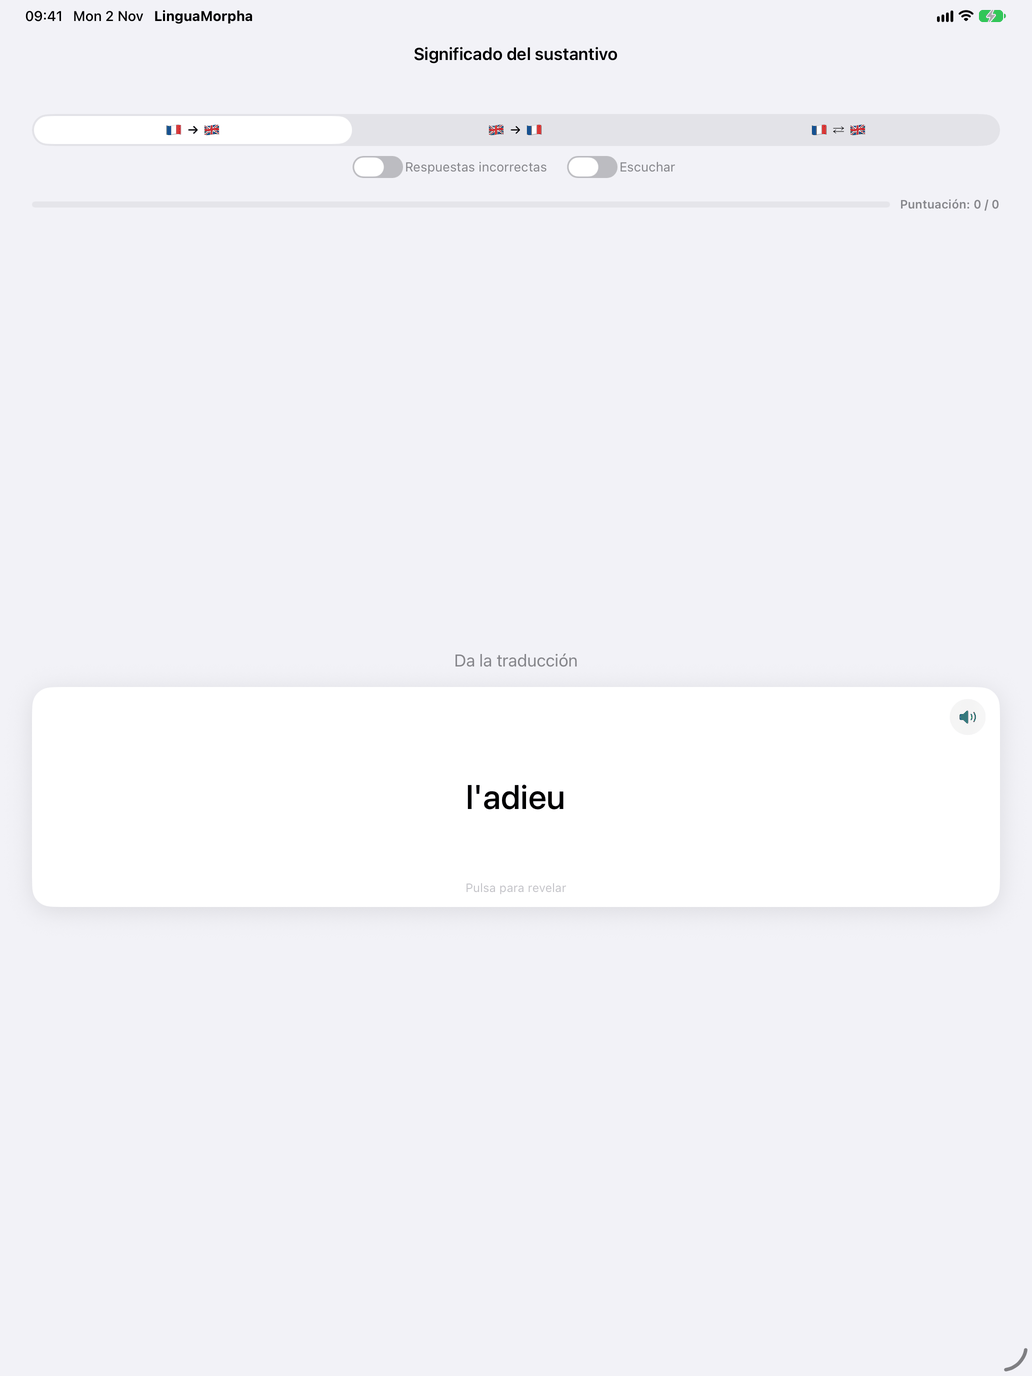 09:41 Mon 2 Nov LinguaMorpha
Significado del sustantivo
🇫🇷 → 🇬🇧 🇬🇧 → 🇫🇷 🇫🇷 ⇄ 🇬🇧
Respuestas incorrectas Escuchar
Puntuación: 0 / 0
Da la traducción
l'adieu
Pulsa para revelar